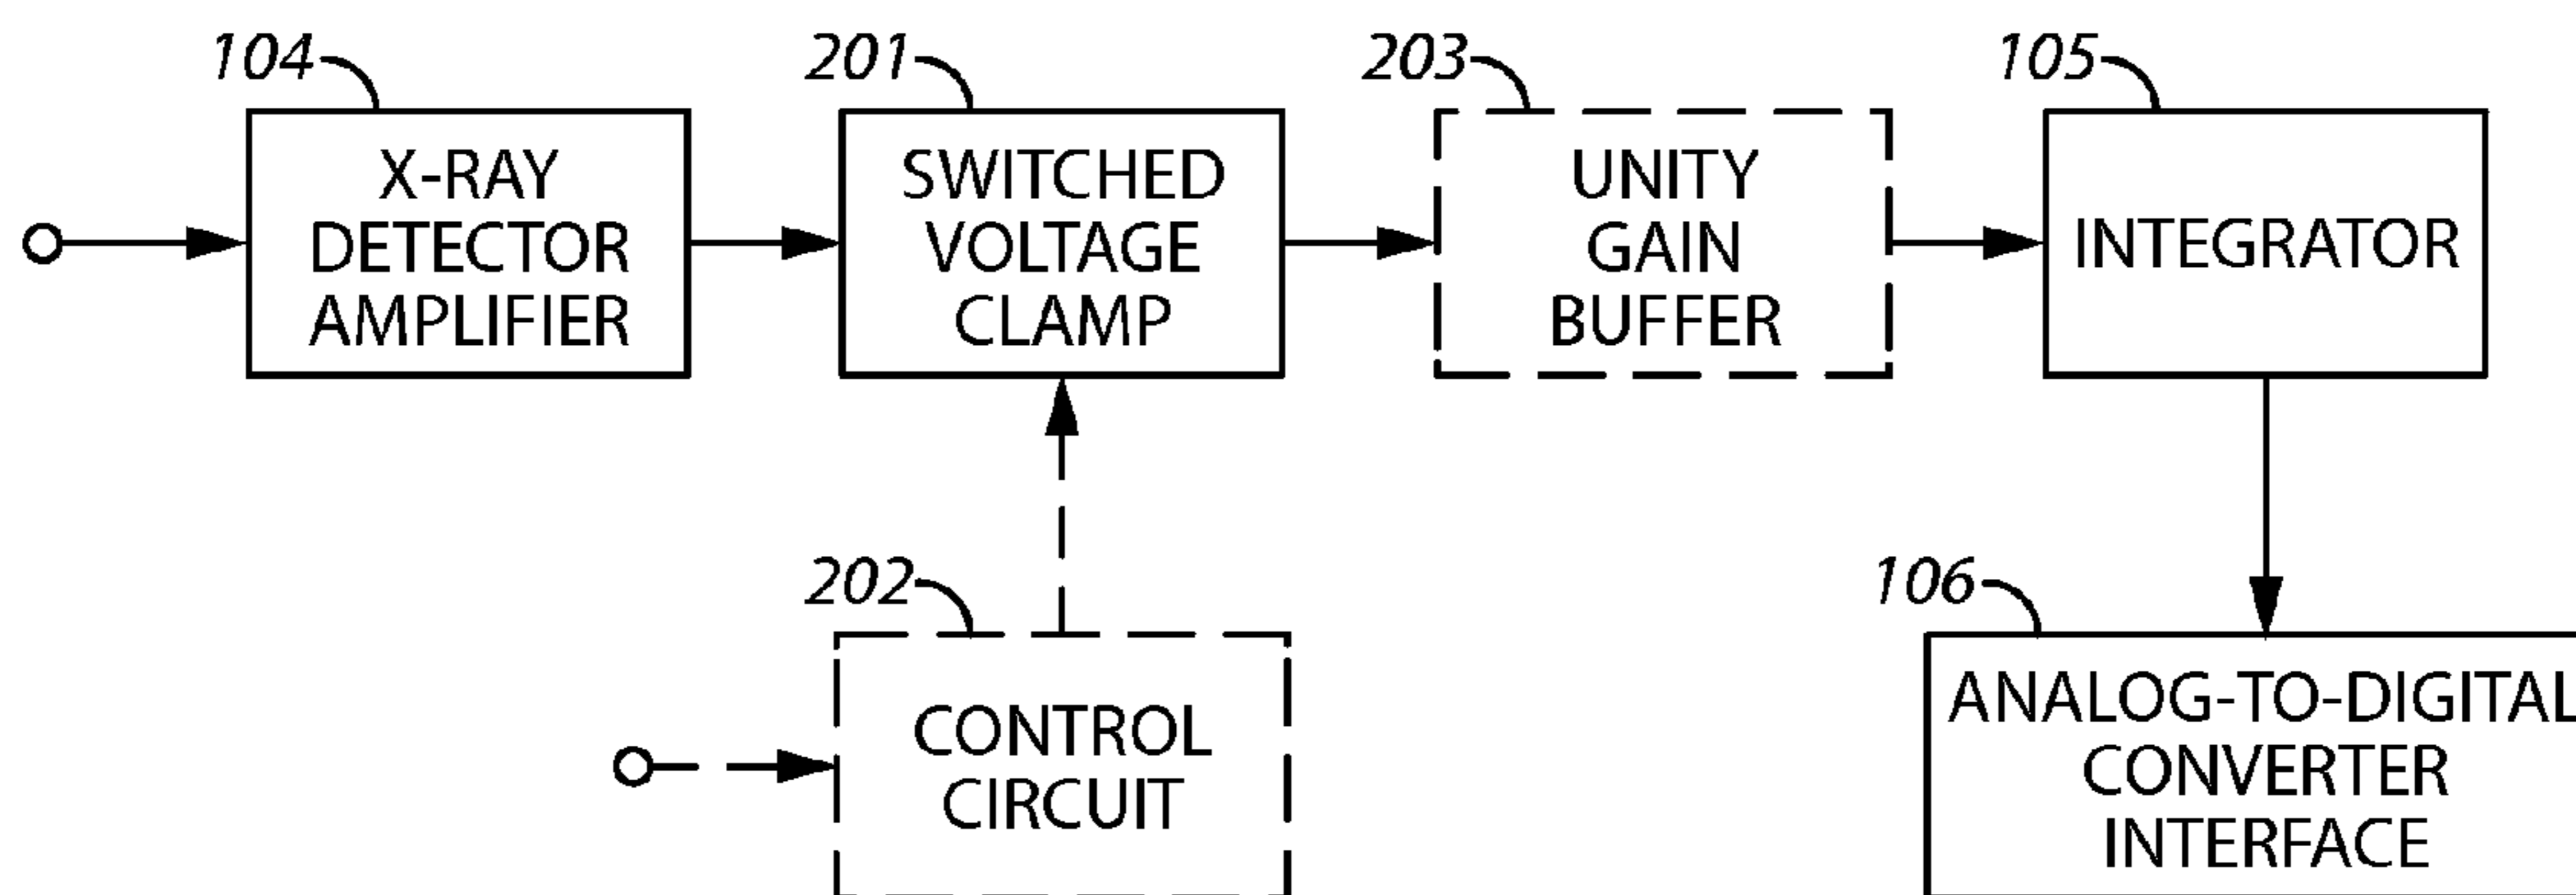 104
201
203
105
X-RAY
DETECTOR
AMPLIFIER
SWITCHED
VOLTAGE
CLAMP
UNITY
GAIN
BUFFER
INTEGRATOR
202
106
CONTROL
CIRCUIT
ANALOG-TO-DIGITAL
CONVERTER
INTERFACE